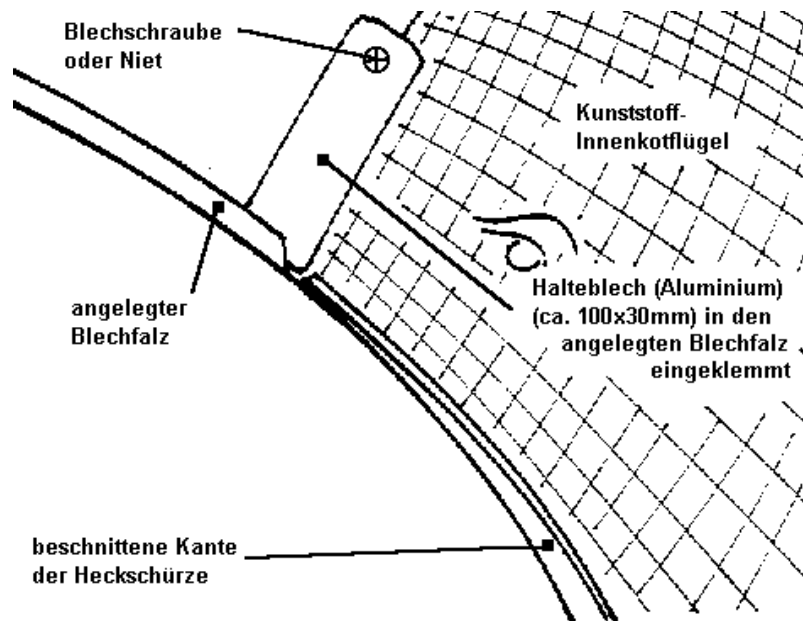 Blechschraube
oder Niet
Kunststoff-
Innenkotflügel
angelegter
Blechfalz
Halteblech (Aluminium)
(ca. 100x30mm) in den
angelegten Blechfalz
eingeklemmt
beschnittene Kante
der Heckschürze